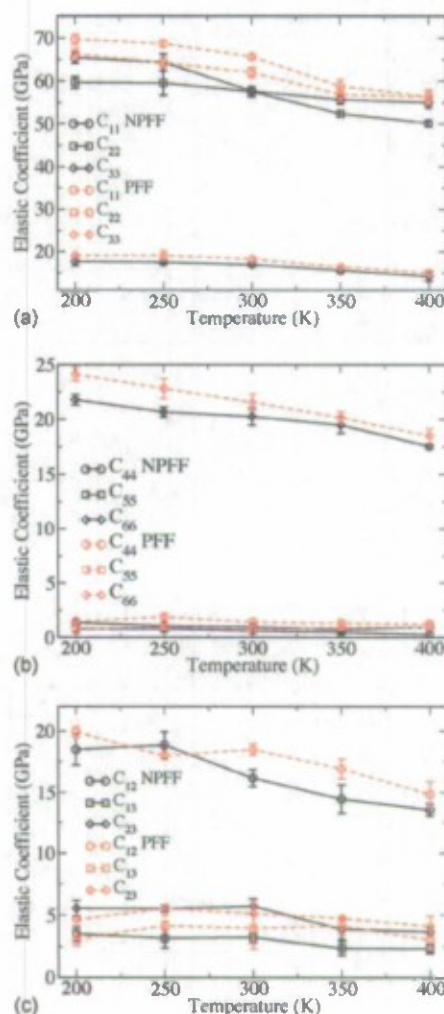 Elastic Coefficient (GPa)
70
60
50
40
30
20
C₁₁ NPFF
C₂₂
C₃₃
C₁₁ PFF
C₂₂
C₃₃
200 250 300 350 400
(a) Temperature (K)
Elastic Coefficient (GPa)
25
20
15
10
5
0
C₄₄ NPFF
C₅₅
C₆₆
C₄₄ PFF
C₅₅
C₆₆
200 250 300 350 400
(b) Temperature (K)
Elastic Coefficient (GPa)
20
15
10
5
0
C₁₂ NPFF
C₁₃
C₂₃
C₁₂ PFF
C₁₃
C₂₃
200 250 300 350 400
(c) Temperature (K)